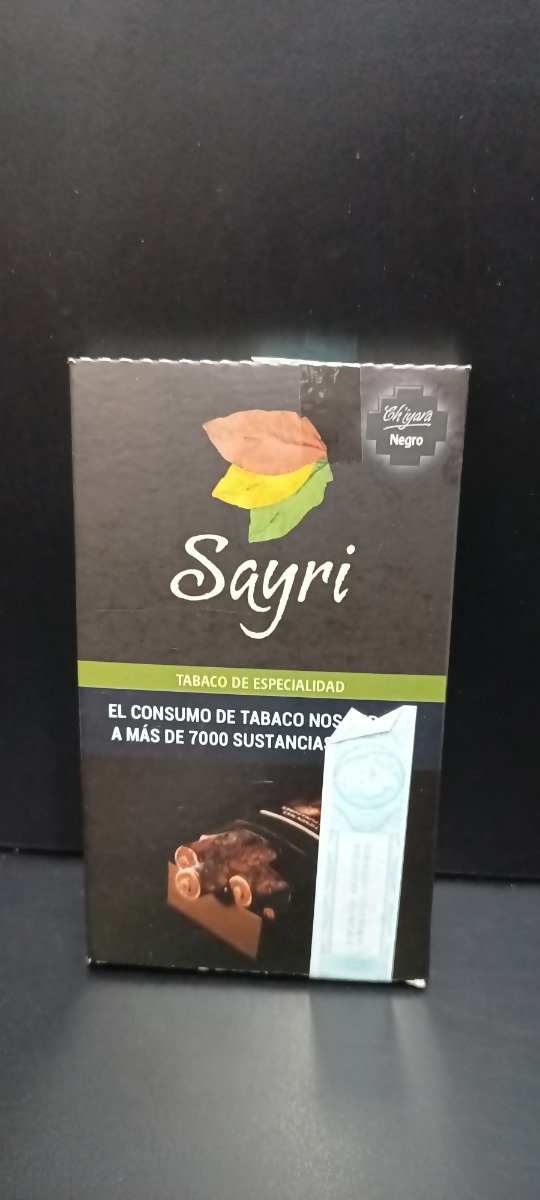 Ch'iyara
Negro
Sayri
TABACO DE ESPECIALIDAD
EL CONSUMO DE TABACO NOS
A MÁS DE 7000 SUSTANCIAS